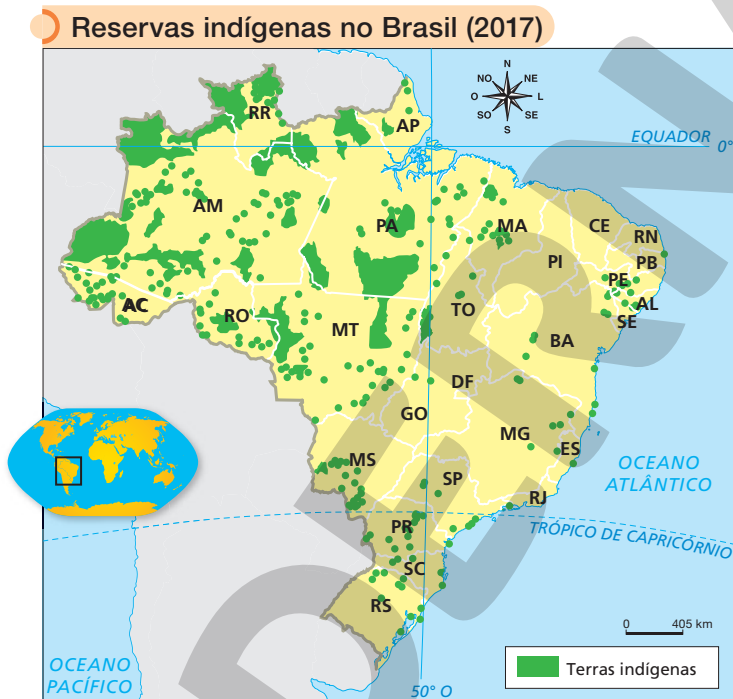 Reservas indígenas no Brasil (2017)
N
NO
NE
O
L
SO
SE
S
RR
AP
EQUADOR
0°
AM
PA
MA
CE
RN
PB
PI
PE
AL
SE
AC
RO
MT
TO
BA
DF
GO
MG
ES
MS
SP
RJ
OCEANO
ATLÂNTICO
PR
TRÓPICO DE CAPRICÓRNIO
SC
RS
0
405 km
OCEANO
PACÍFICO
50° O
Terras indígenas